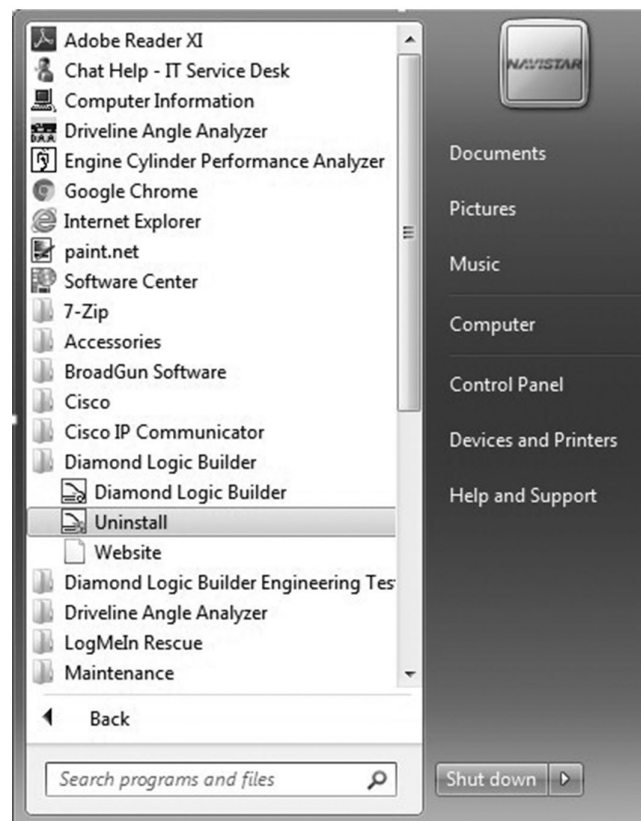 Adobe Reader XI
Chat Help - IT Service Desk
Computer Information
Driveline Angle Analyzer
Engine Cylinder Performance Analyzer
Google Chrome
Internet Explorer
paint.net
Software Center
7-Zip
Accessories
BroadGun Software
Cisco
Cisco IP Communicator
Diamond Logic Builder
Diamond Logic Builder
Uninstall
Website
Diamond Logic Builder Engineering Tes
Driveline Angle Analyzer
LogMeIn Rescue
Maintenance
Back
Search programs and files
NAVISTAR
Documents
Pictures
Music
Computer
Control Panel
Devices and Printers
Help and Support
Shut down